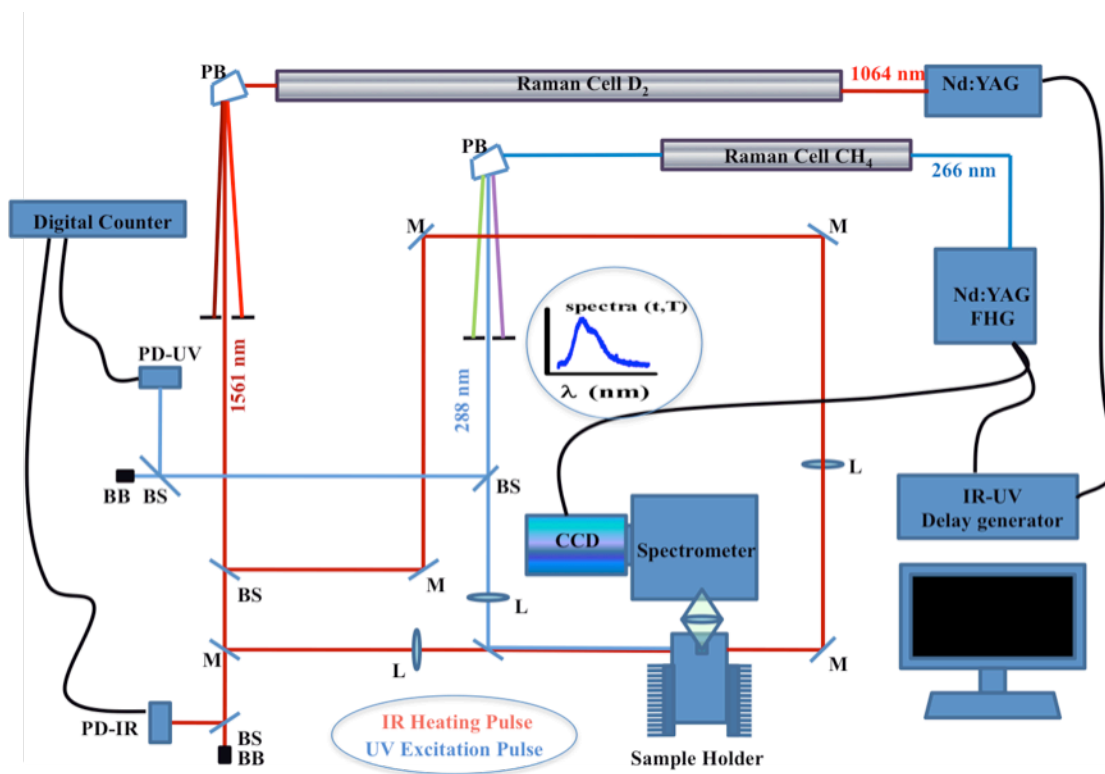 PB
Raman Cell D₂
1064 nm
Nd:YAG
PB
Raman Cell CH₄
266 nm
Digital Counter
M
M
Nd:YAG
FHG
spectra (t,T)
λ (nm)
PD-UV
1561 nm
288 nm
BB
BS
BS
L
CCD
Spectrometer
IR-UV
Delay generator
BS
M
L
M
L
M
PD-IR
BS
BB
IR Heating Pulse
UV Excitation Pulse
Sample Holder